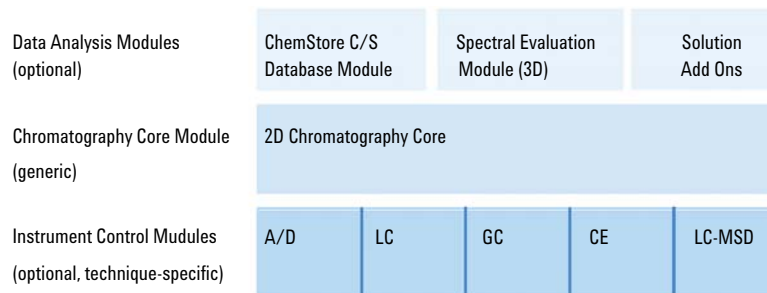 Data Analysis Modules
(optional)
ChemStore C/S
Database Module
Spectral Evaluation
Module (3D)
Solution
Add Ons
Chromatography Core Module
(generic)
2D Chromatography Core
Instrument Control Mudules
(optional, technique-specific)
A/D
LC
GC
CE
LC-MSD